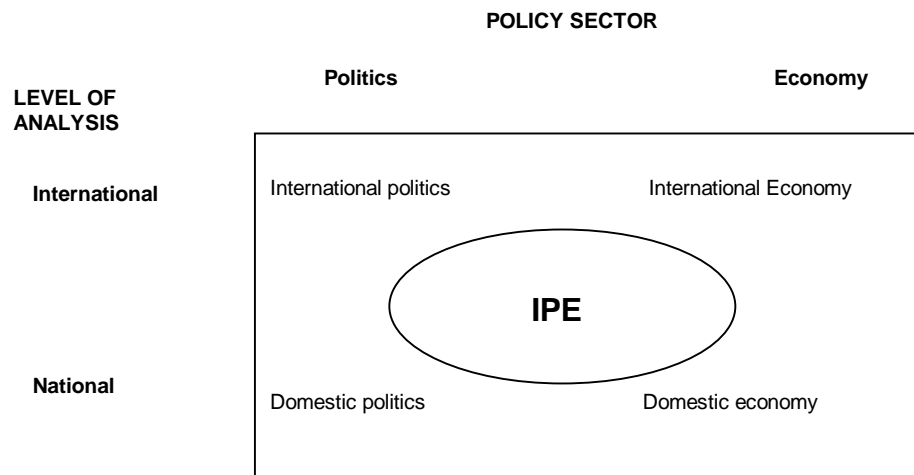 POLICY SECTOR
Politics
Economy
LEVEL OF
ANALYSIS
International
International politics
International Economy
IPE
National
Domestic politics
Domestic economy